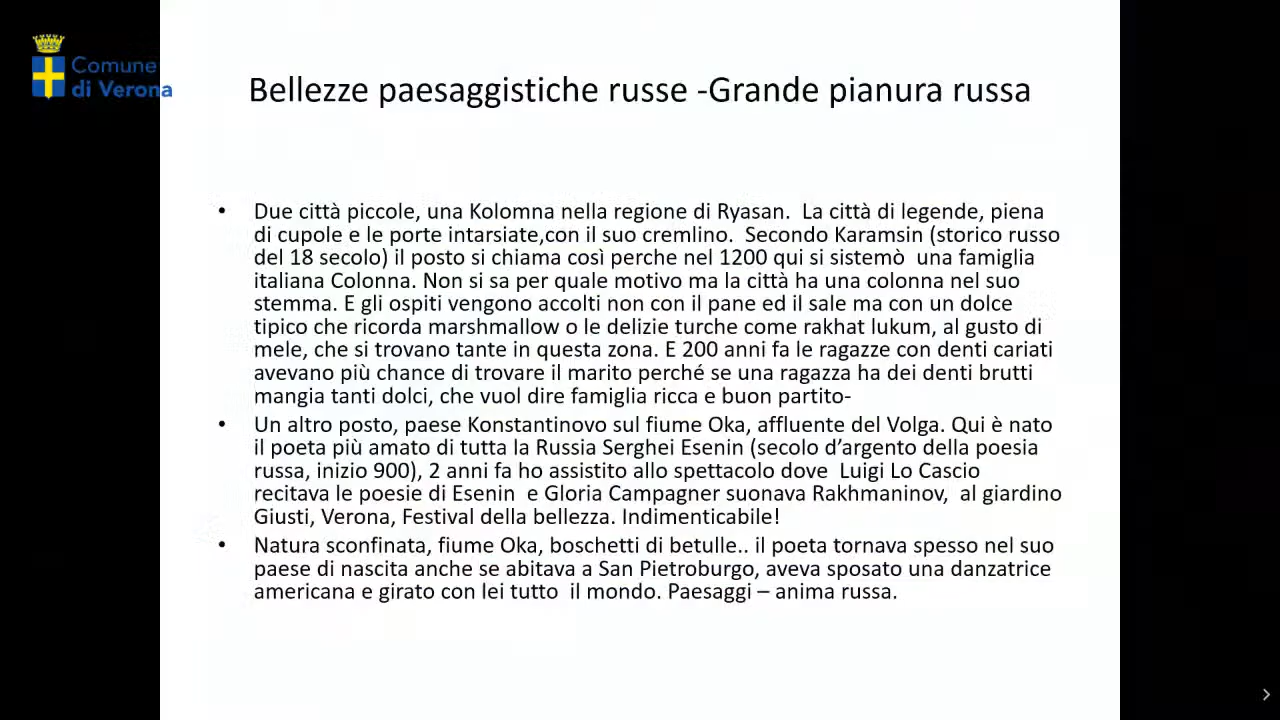 Comune
di Verona
Bellezze paesaggistiche russe -Grande pianura russa
• Due città piccole, una Kolomna nella regione di Ryasan.  La città di legende, piena
di cupole e le porte intarsiate,con il suo cremlino.  Secondo Karamsin (storico russo
del 18 secolo) il posto si chiama così perche nel 1200 qui si sistemò  una famiglia
italiana Colonna. Non si sa per quale motivo ma la città ha una colonna nel suo
stemma. E gli ospiti vengono accolti non con il pane ed il sale ma con un dolce
tipico che ricorda marshmallow o le delizie turche come rakhat lukum, al gusto di
mele, che si trovano tante in questa zona. E 200 anni fa le ragazze con denti cariati
avevano più chance di trovare il marito perché se una ragazza ha dei denti brutti
mangia tanti dolci, che vuol dire famiglia ricca e buon partito-
• Un altro posto, paese Konstantinovo sul fiume Oka, affluente del Volga. Qui è nato
il poeta più amato di tutta la Russia Serghei Esenin (secolo d’argento della poesia
russa, inizio 900), 2 anni fa ho assistito allo spettacolo dove  Luigi Lo Cascio
recitava le poesie di Esenin  e Gloria Campagner suonava Rakhmaninov,  al giardino
Giusti, Verona, Festival della bellezza. Indimenticabile!
• Natura sconfinata, fiume Oka, boschetti di betulle.. il poeta tornava spesso nel suo
paese di nascita anche se abitava a San Pietroburgo, aveva sposato una danzatrice
americana e girato con lei tutto  il mondo. Paesaggi – anima russa.